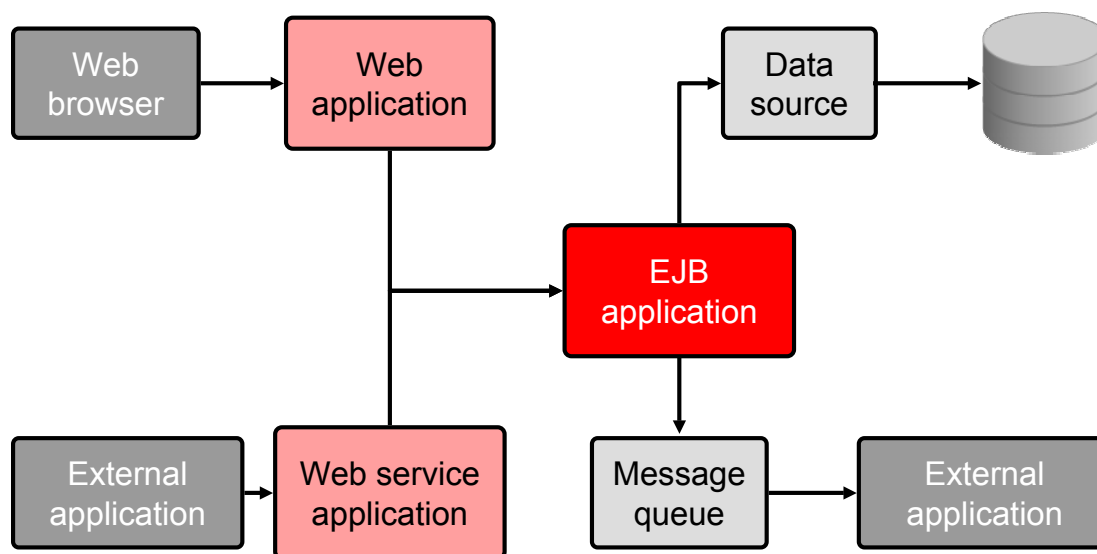 Web
browser
Web
application
Data
source
EJB
application
External
application
Web service
application
Message
queue
External
application